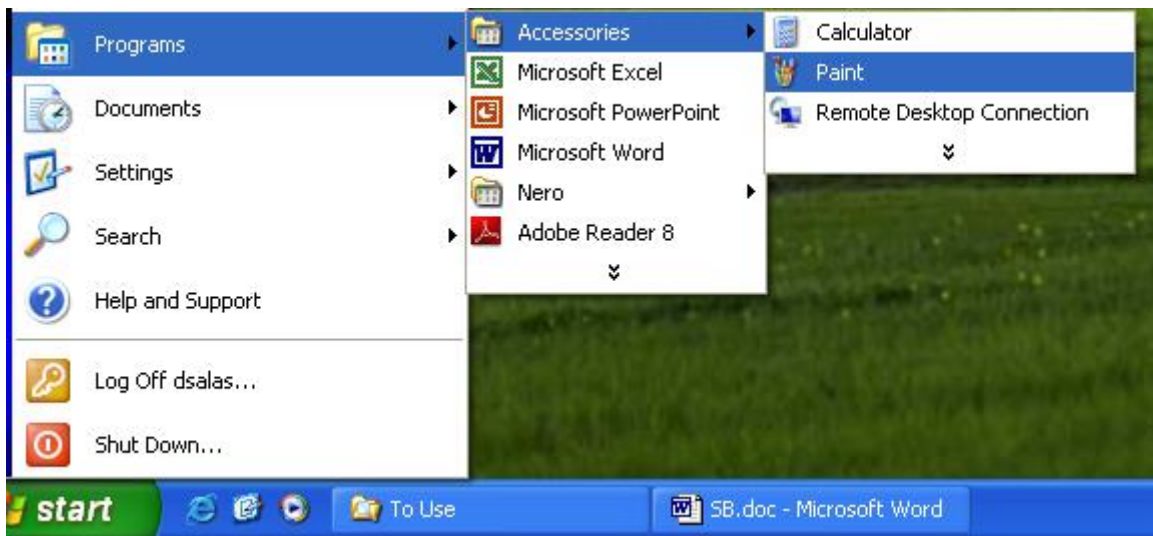 Programs
Documents
Settings
Search
Help and Support
Log Off dsalas...
Shut Down...
Accessories
Microsoft Excel
Microsoft PowerPoint
Microsoft Word
Nero
Adobe Reader 8
Calculator
Paint
Remote Desktop Connection
start
To Use
SB.doc - Microsoft Word